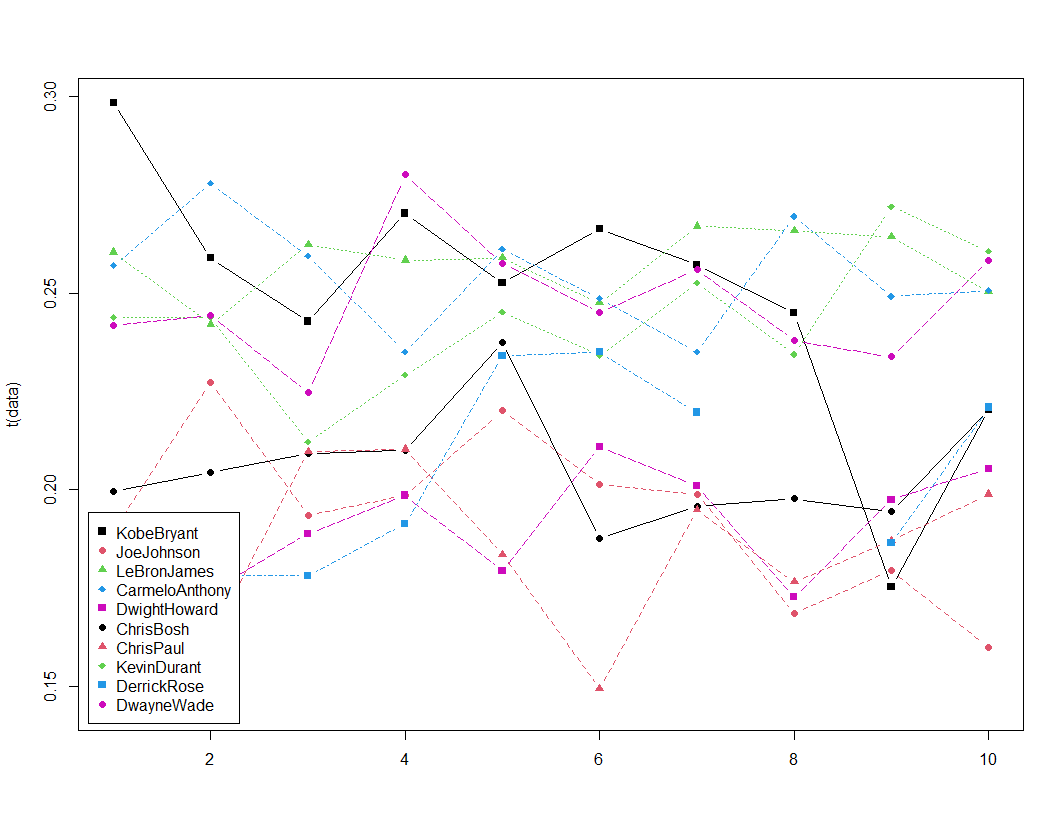 0.30
0.25
0.20
0.15
t(data)
KobeBryant
JoeJohnson
LeBronJames
CarmeloAnthony
DwightHoward
ChrisBosh
ChrisPaul
KevinDurant
DerrickRose
DwayneWade
2 4 6 8 10